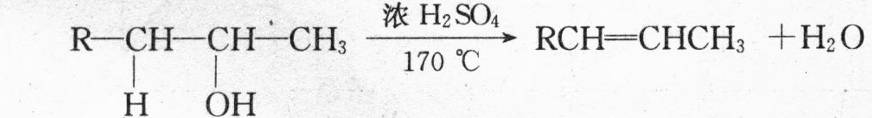 浓 H₂SO₄
R—CH—CH—CH₃ ⟶ RCH=CHCH₃ +H₂O
170 ℃
H OH